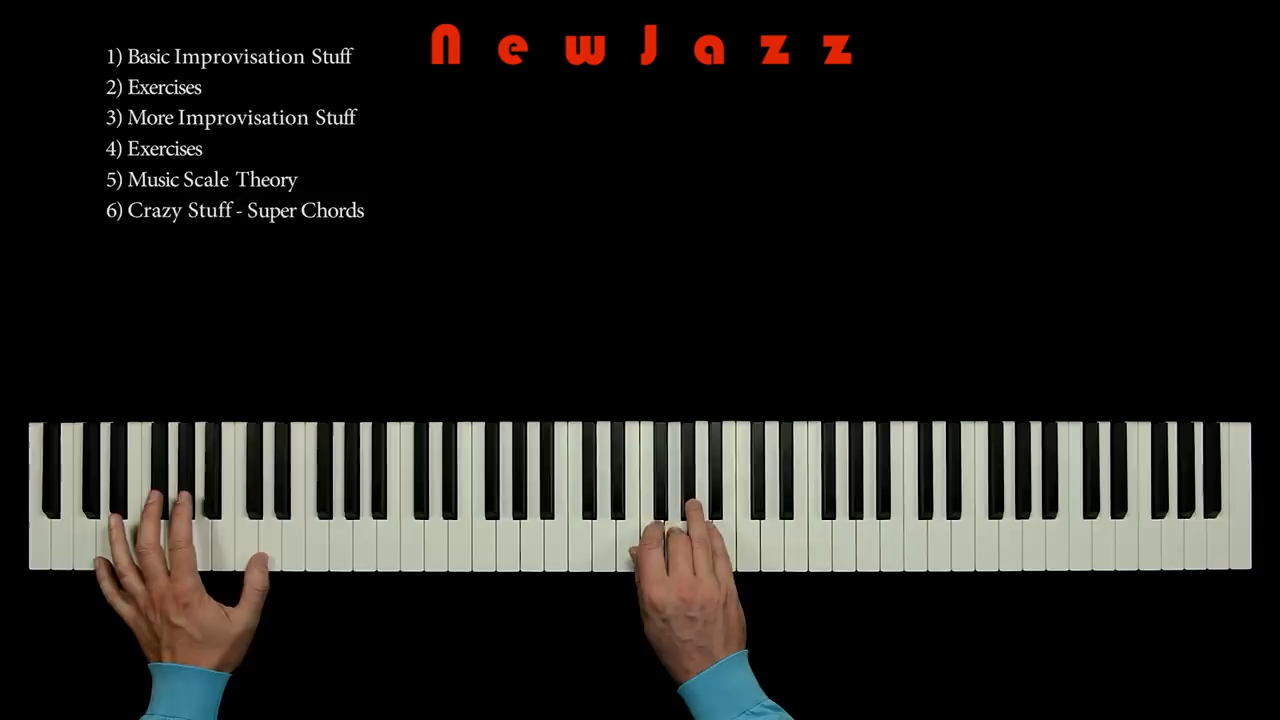 N e w J a z z
1) Basic Improvisation Stuff
2) Exercises
3) More Improvisation Stuff
4) Exercises
5) Music Scale Theory
6) Crazy Stuff - Super Chords